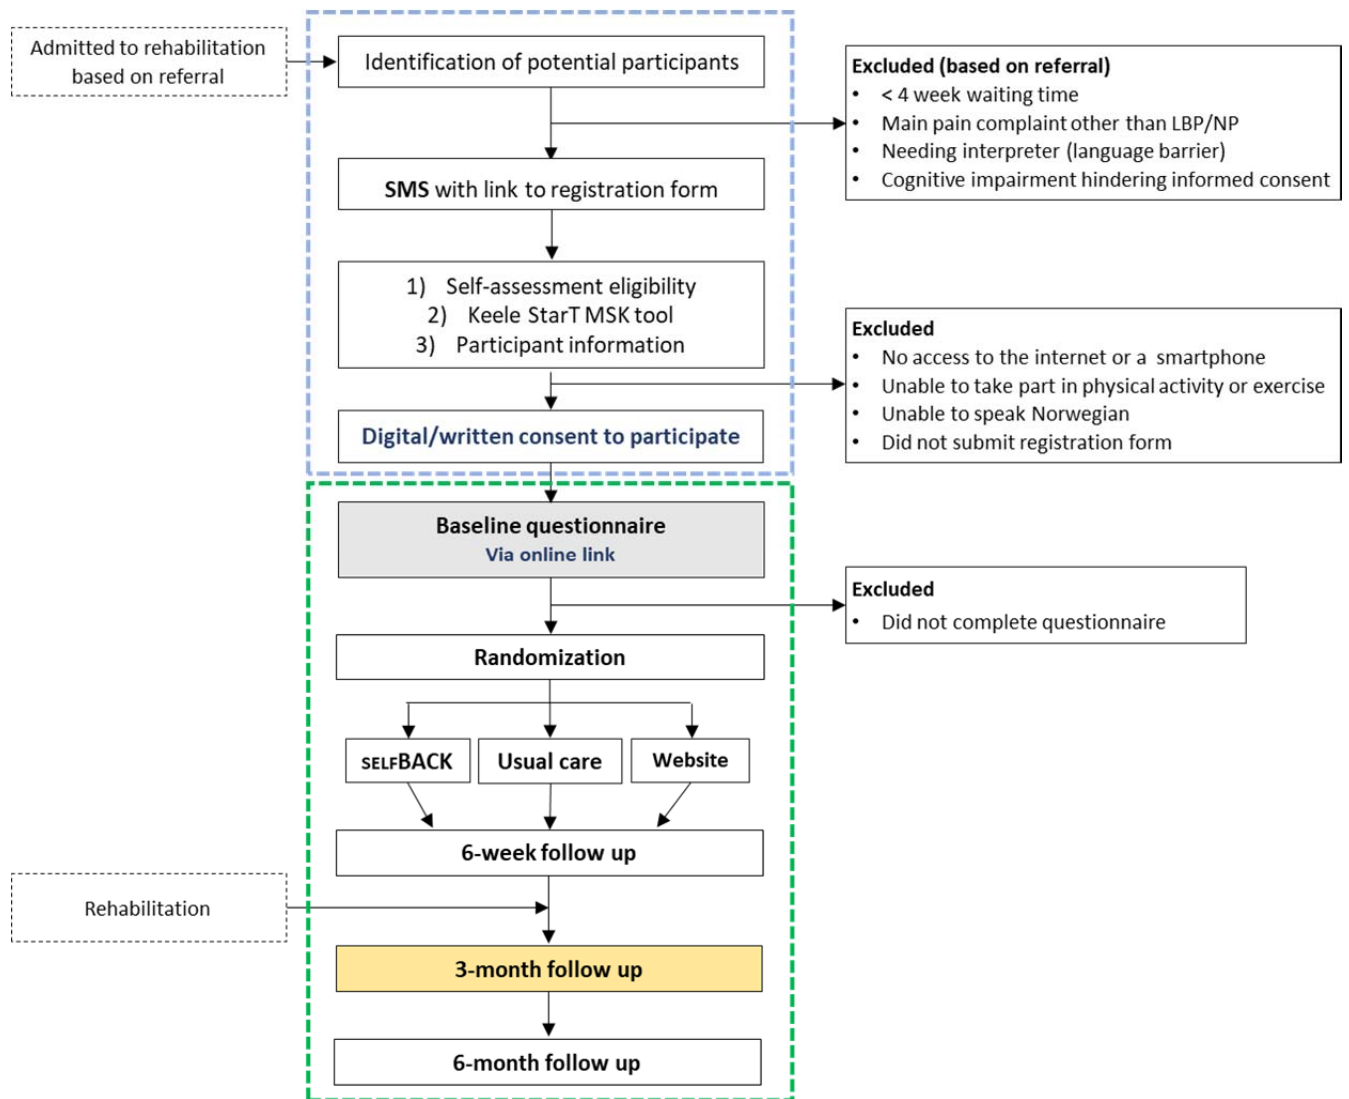 Admitted to rehabilitation
based on referral
Identification of potential participants
Excluded (based on referral)
• < 4 week waiting time
• Main pain complaint other than LBP/NP
• Needing interpreter (language barrier)
• Cognitive impairment hindering informed consent
SMS with link to registration form
1) Self-assessment eligibility
2) Keele StarT MSK tool
3) Participant information
Excluded
• No access to the internet or a smartphone
• Unable to take part in physical activity or exercise
• Unable to speak Norwegian
• Did not submit registration form
Digital/written consent to participate
Baseline questionnaire
Via online link
Excluded
• Did not complete questionnaire
Randomization
SELFBACK
Usual care
Website
6-week follow up
Rehabilitation
3-month follow up
6-month follow up